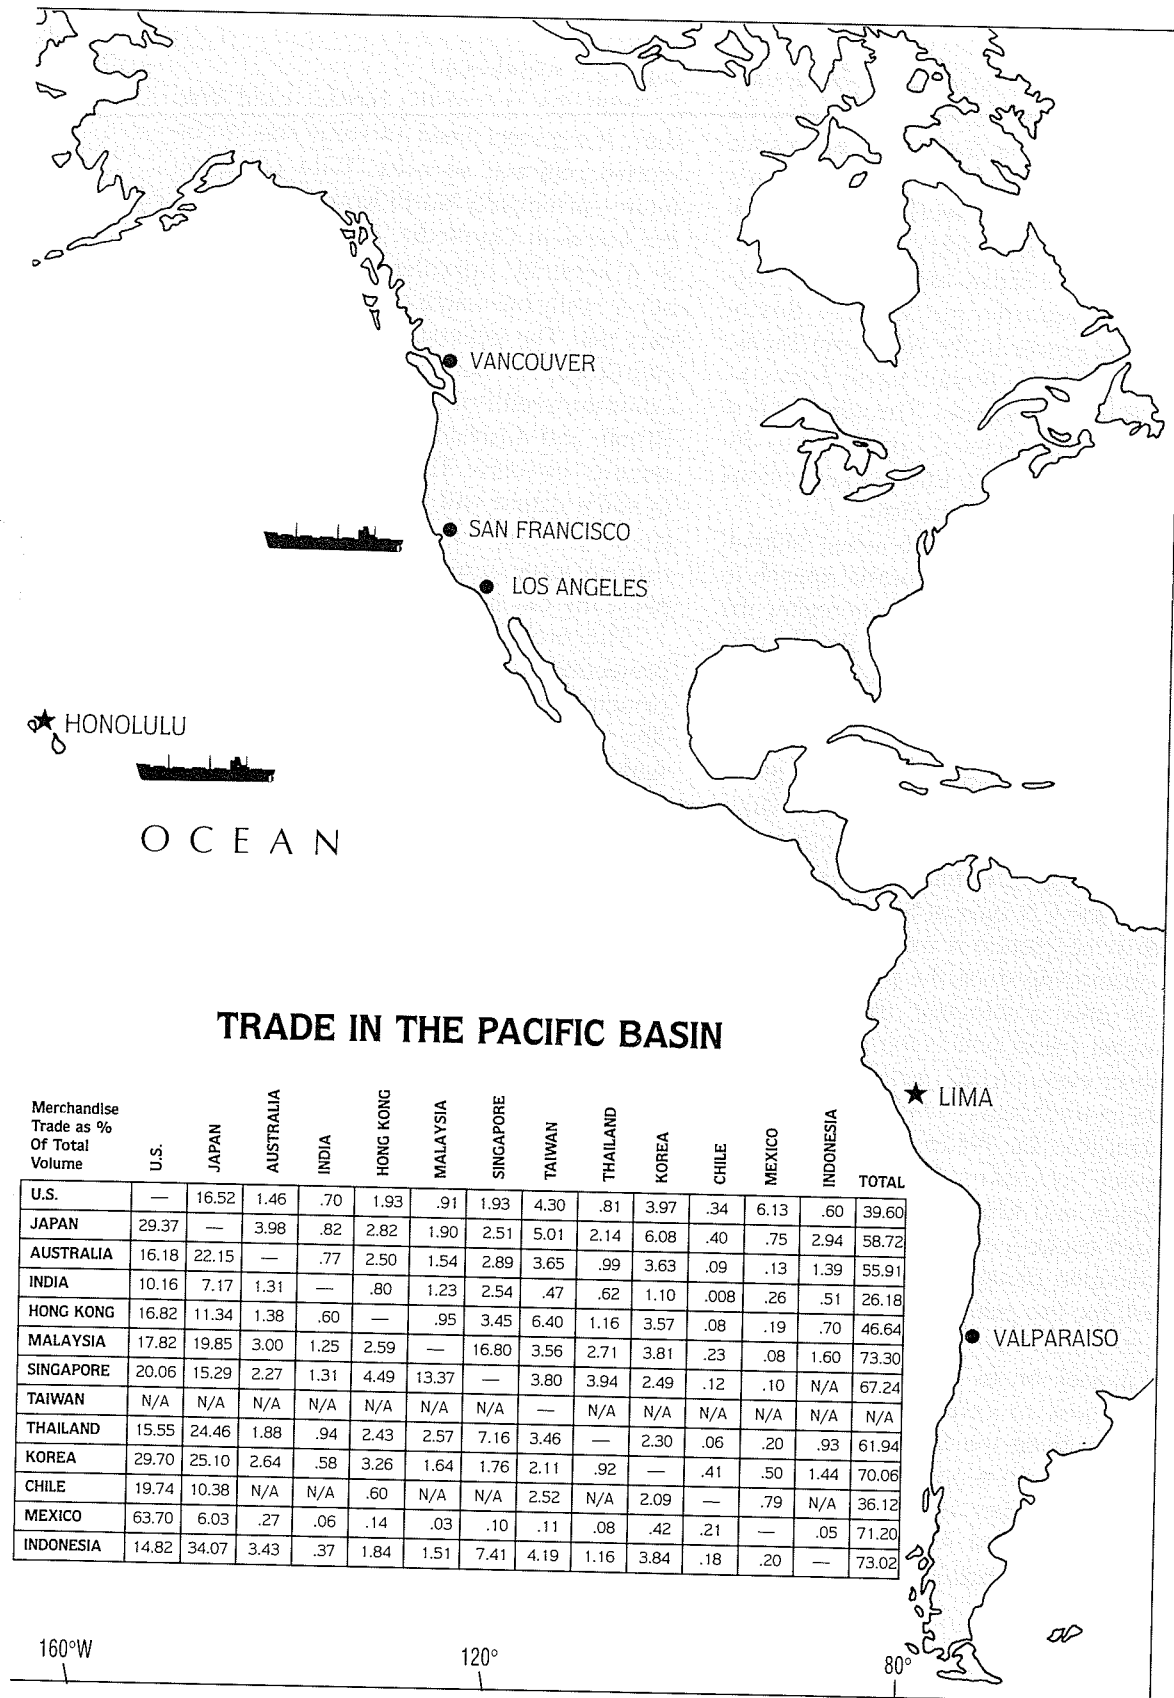 VANCOUVER
SAN FRANCISCO
LOS ANGELES
HONOLULU
OCEAN
TRADE IN THE PACIFIC BASIN
LIMA
Merchandise
Trade as %
Of Total
Volume
U.S. JAPAN AUSTRALIA INDIA HONG KONG MALAYSIA SINGAPORE TAIWAN THAILAND KOREA CHILE MEXICO INDONESIA TOTAL
U.S. — 16.52 1.46 .70 1.93 .91 1.93 4.30 .81 3.97 .34 6.13 .60 39.60
JAPAN 29.37 — 3.98 .82 2.82 1.90 2.51 5.01 2.14 6.08 .40 .75 2.94 58.72
AUSTRALIA 16.18 22.15 — .77 2.50 1.54 2.89 3.65 .99 3.63 .09 .13 1.39 55.91
INDIA 10.16 7.17 1.31 — .80 1.23 2.54 .47 .62 1.10 .008 .26 .51 26.18
HONG KONG 16.82 11.34 1.38 .60 — .95 3.45 6.40 1.16 3.57 .08 .19 .70 46.64
MALAYSIA 17.82 19.85 3.00 1.25 2.59 — 16.80 3.56 2.71 3.81 .23 .08 1.60 73.30
SINGAPORE 20.06 15.29 2.27 1.31 4.49 13.37 — 3.80 3.94 2.49 .12 .10 N/A 67.24
TAIWAN N/A N/A N/A N/A N/A N/A N/A — N/A N/A N/A N/A N/A N/A
THAILAND 15.55 24.46 1.88 .94 2.43 2.57 7.16 3.46 — 2.30 .06 .20 .93 61.94
KOREA 29.70 25.10 2.64 .58 3.26 1.64 1.76 2.11 .92 — .41 .50 1.44 70.06
CHILE 19.74 10.38 N/A N/A .60 N/A N/A 2.52 N/A 2.09 — .79 N/A 36.12
MEXICO 63.70 6.03 .27 .06 .14 .03 .10 .11 .08 .42 .21 — .05 71.20
INDONESIA 14.82 34.07 3.43 .37 1.84 1.51 7.41 4.19 1.16 3.84 .18 .20 — 73.02
VALPARAISO
160°W
120°
80°